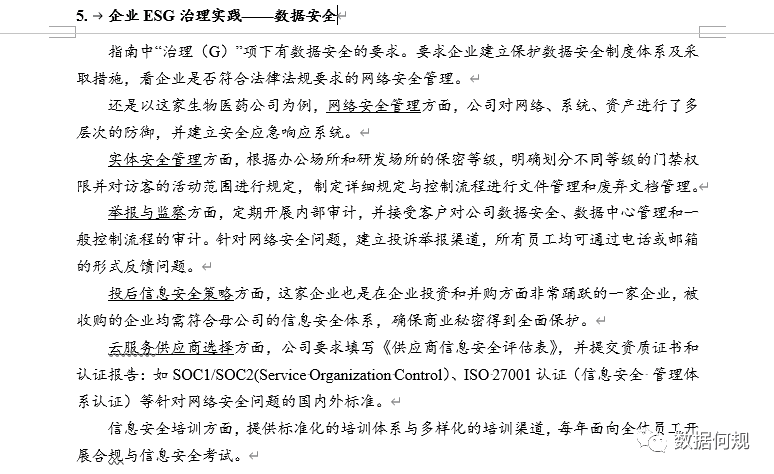 5. → 企业 ESG 治理实践——数据安全
指南中“治理（G）”项下有数据安全的要求。要求企业建立保护数据安全制度体系及采
取措施，看企业是否符合法律法规要求的网络安全管理。
还是以这家生物医药公司为例，网络安全管理方面，公司对网络、系统、资产进行了多
层次的防御，并建立安全应急响应系统。
实体安全管理方面，根据办公场所和研发场所的保密等级，明确划分不同等级的门禁权
限并对访客的活动范围进行规定，制定详细规定与控制流程进行文件管理和废弃文档管理。
举报与监察方面，定期开展内部审计，并接受客户对公司数据安全、数据中心管理和一
般控制流程的审计。针对网络安全问题，建立投诉举报渠道，所有员工均可通过电话或邮箱
的形式反馈问题。
投后信息安全策略方面，这家企业也是在企业投资和并购方面非常踊跃的一家企业，被
收购的企业均需符合母公司的信息安全体系，确保商业秘密得到全面保护。
云服务供应商选择方面，公司要求填写《供应商信息安全评估表》，并提交资质证书和
认证报告：如 SOC1/SOC2(Service Organization Control）、ISO 27001 认证（信息安全 管理体
系认证）等针对网络安全问题的国内外标准。
信息安全培训方面，提供标准化的培训体系与多样化的培训渠道，每年面向全体员工开
展合规与信息安全考试。
数据何规